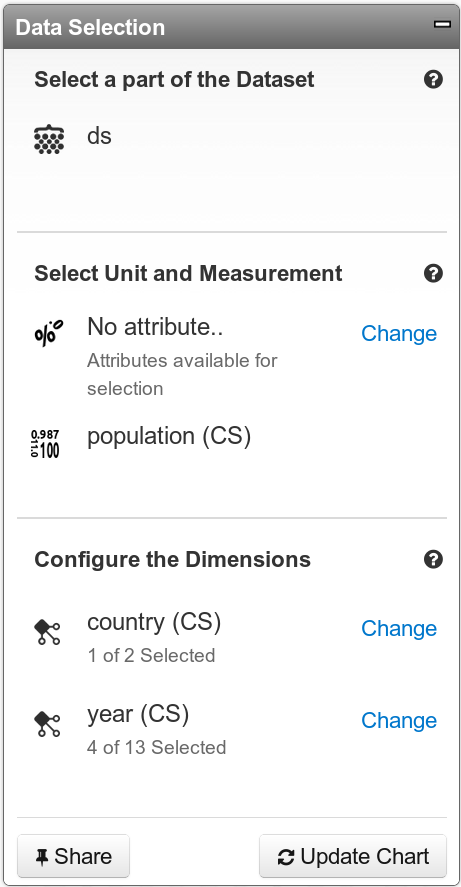 Data Selection
Select a part of the Dataset
ds
Select Unit and Measurement
No attribute..
Change
Attributes available for
selection
0.987
100
population (CS)
Configure the Dimensions
country (CS)
Change
1 of 2 Selected
year (CS)
Change
4 of 13 Selected
Share
Update Chart